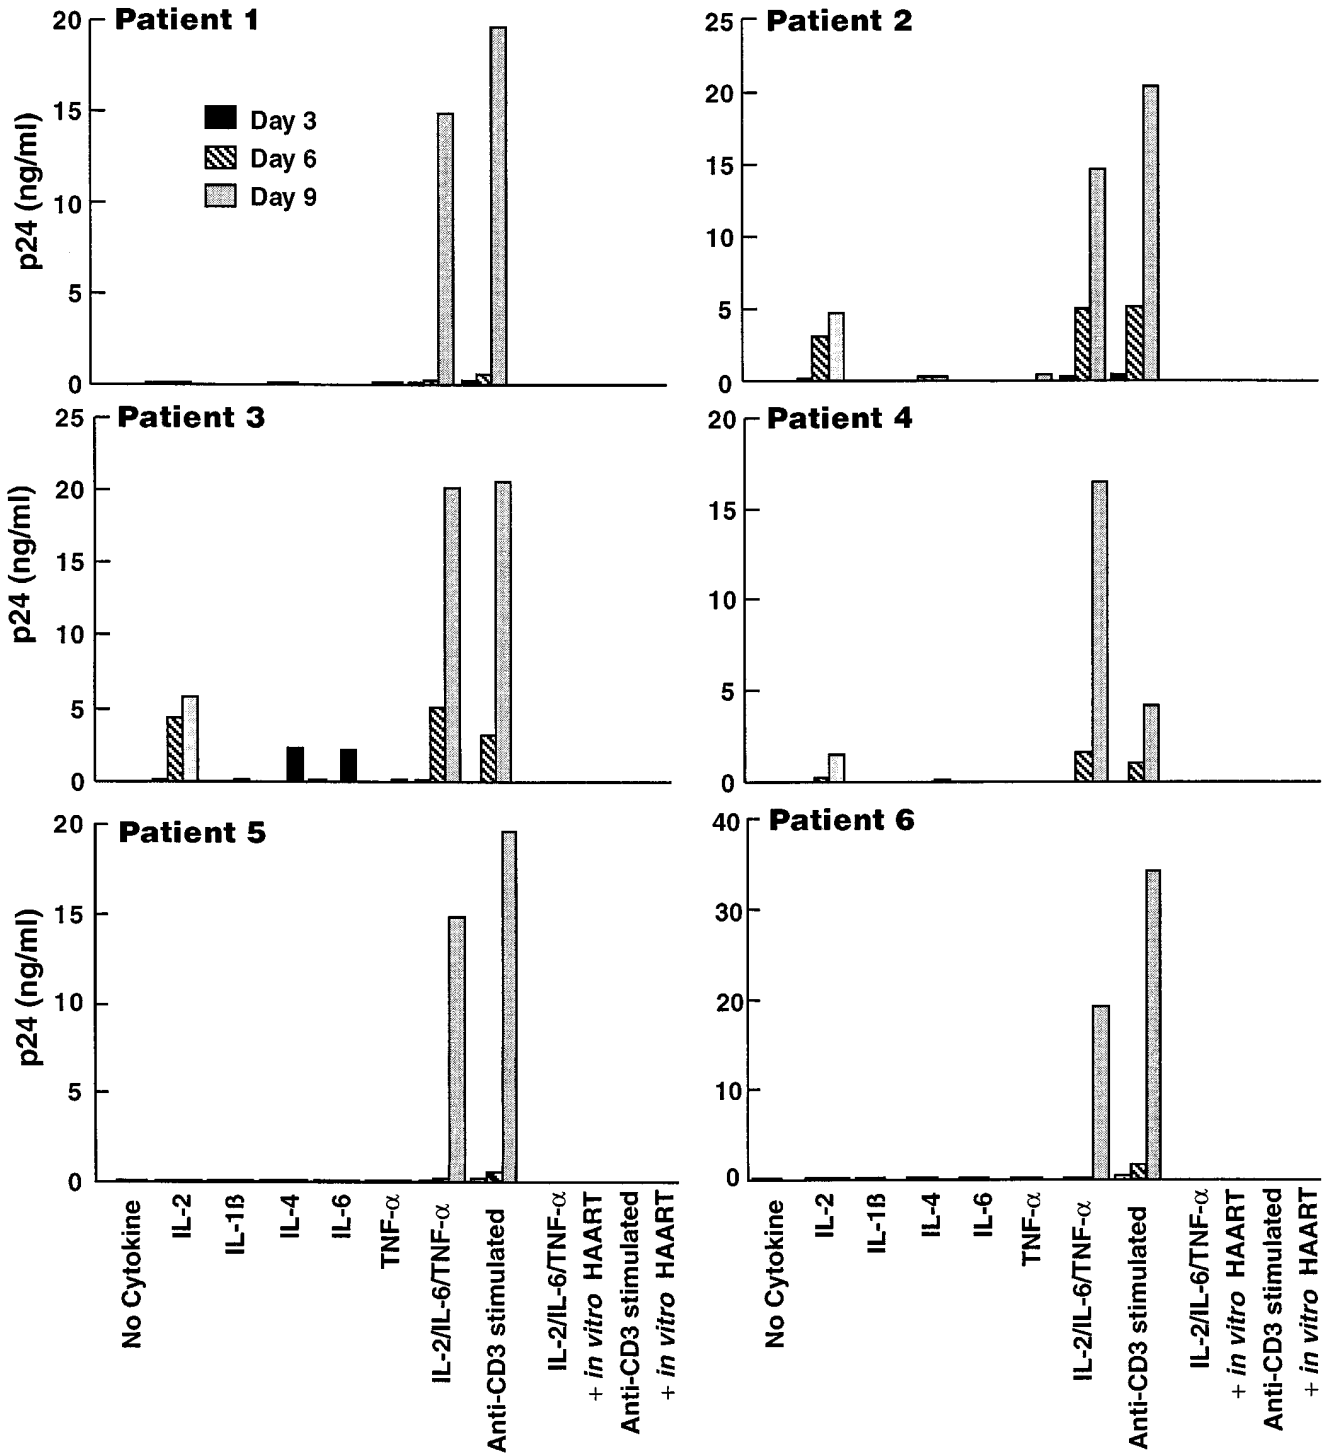 Patient 1
20
15
10
5
0
p24 (ng/ml)
Day 3
Day 6
Day 9
Patient 2
25
20
15
10
5
0
Patient 3
25
20
15
10
5
0
p24 (ng/ml)
Patient 4
20
15
10
5
0
Patient 5
20
15
10
5
0
p24 (ng/ml)
Patient 6
40
30
20
10
0
No Cytokine
IL-2
IL-1ß
IL-4
IL-6
TNF-α
IL-2/IL-6/TNF-α
Anti-CD3 stimulated
IL-2/IL-6/TNF-α
+ in vitro HAART
Anti-CD3 stimulated
+ in vitro HAART
No Cytokine
IL-2
IL-1ß
IL-4
IL-6
TNF-α
IL-2/IL-6/TNF-α
Anti-CD3 stimulated
IL-2/IL-6/TNF-α
+ in vitro HAART
Anti-CD3 stimulated
+ in vitro HAART